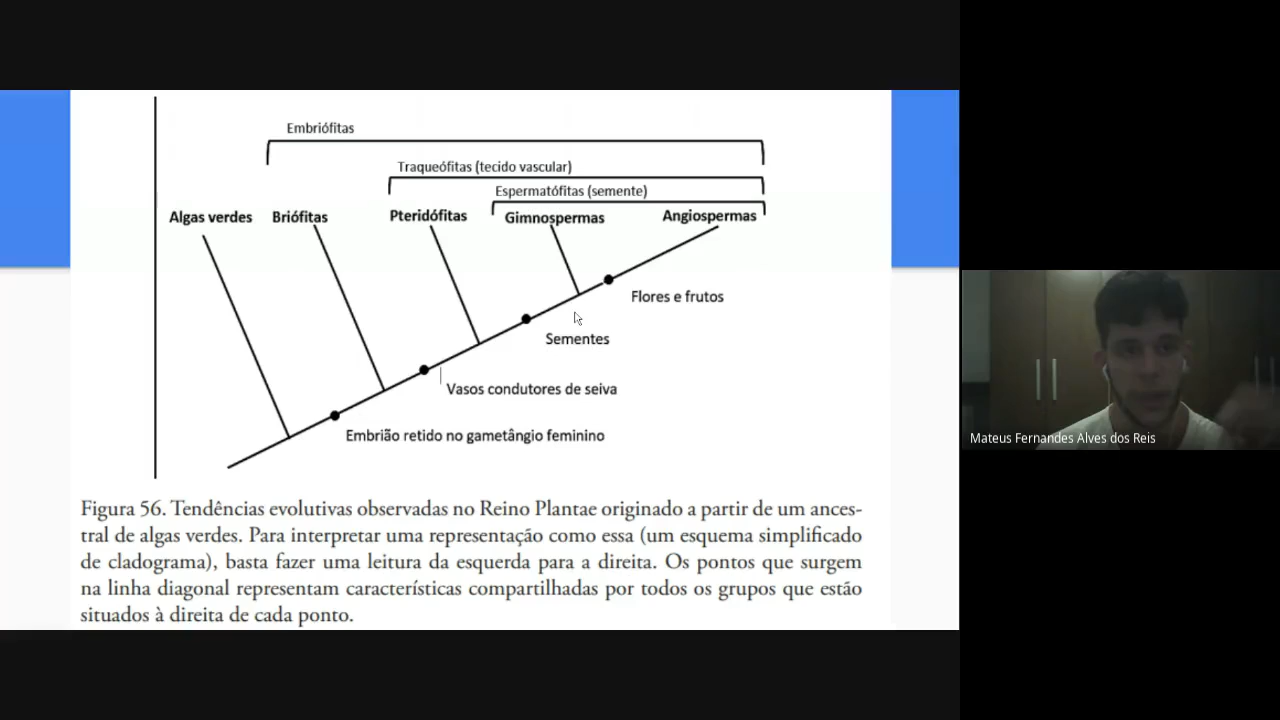 Embriófitas
Traqueófitas (tecido vascular)
Espermatófitas (semente)
Algas verdes Briófitas Pteridófitas Gimnospermas Angiospermas
Flores e frutos
Sementes
Vasos condutores de seiva
Embrião retido no gametângio feminino
Figura 56. Tendências evolutivas observadas no Reino Plantae originado a partir de um ances-
tral de algas verdes. Para interpretar uma representação como essa (um esquema simplificado
de cladograma), basta fazer uma leitura da esquerda para a direita. Os pontos que surgem
na linha diagonal representam características compartilhadas por todos os grupos que estão
situados à direita de cada ponto.
Mateus Fernandes Alves dos Reis